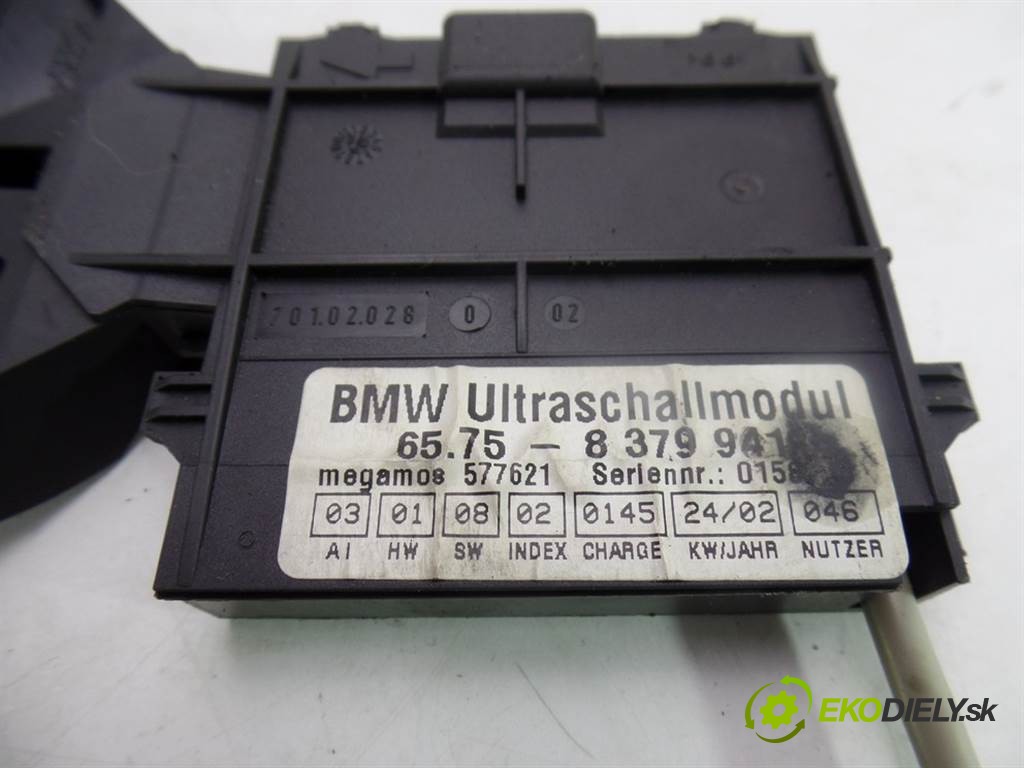 701.02.028 0 02
BMW Ultraschallmodul
65.75 – 8 379 941
megamos 577621 Seriennr.:
03 01 08 02 0145 24/02 046
AI HW SW INDEX CHARGE KW/JAHR NUTZER
EKODIELY.sk